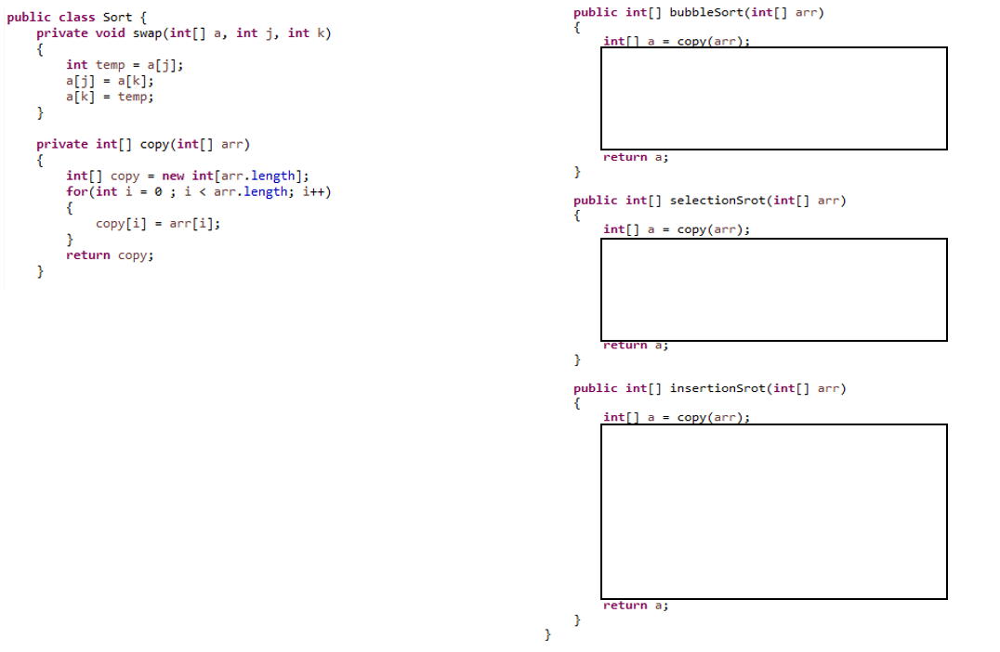 public class Sort {
private void swap(int[] a, int j, int k)
{
int temp = a[j];
a[j] = a[k];
a[k] = temp;
}
private int[] copy(int[] arr)
{
int[] copy = new int[arr.length];
for(int i = 0 ; i < arr.length; i++)
{
copy[i] = arr[i];
}
return copy;
}
public int[] bubbleSort(int[] arr)
{
int[] a = copy(arr);
return a;
}
public int[] selectionSrot(int[] arr)
{
int[] a = copy(arr);
return a;
}
public int[] insertionSrot(int[] arr)
{
int[] a = copy(arr);
return a;
}
}